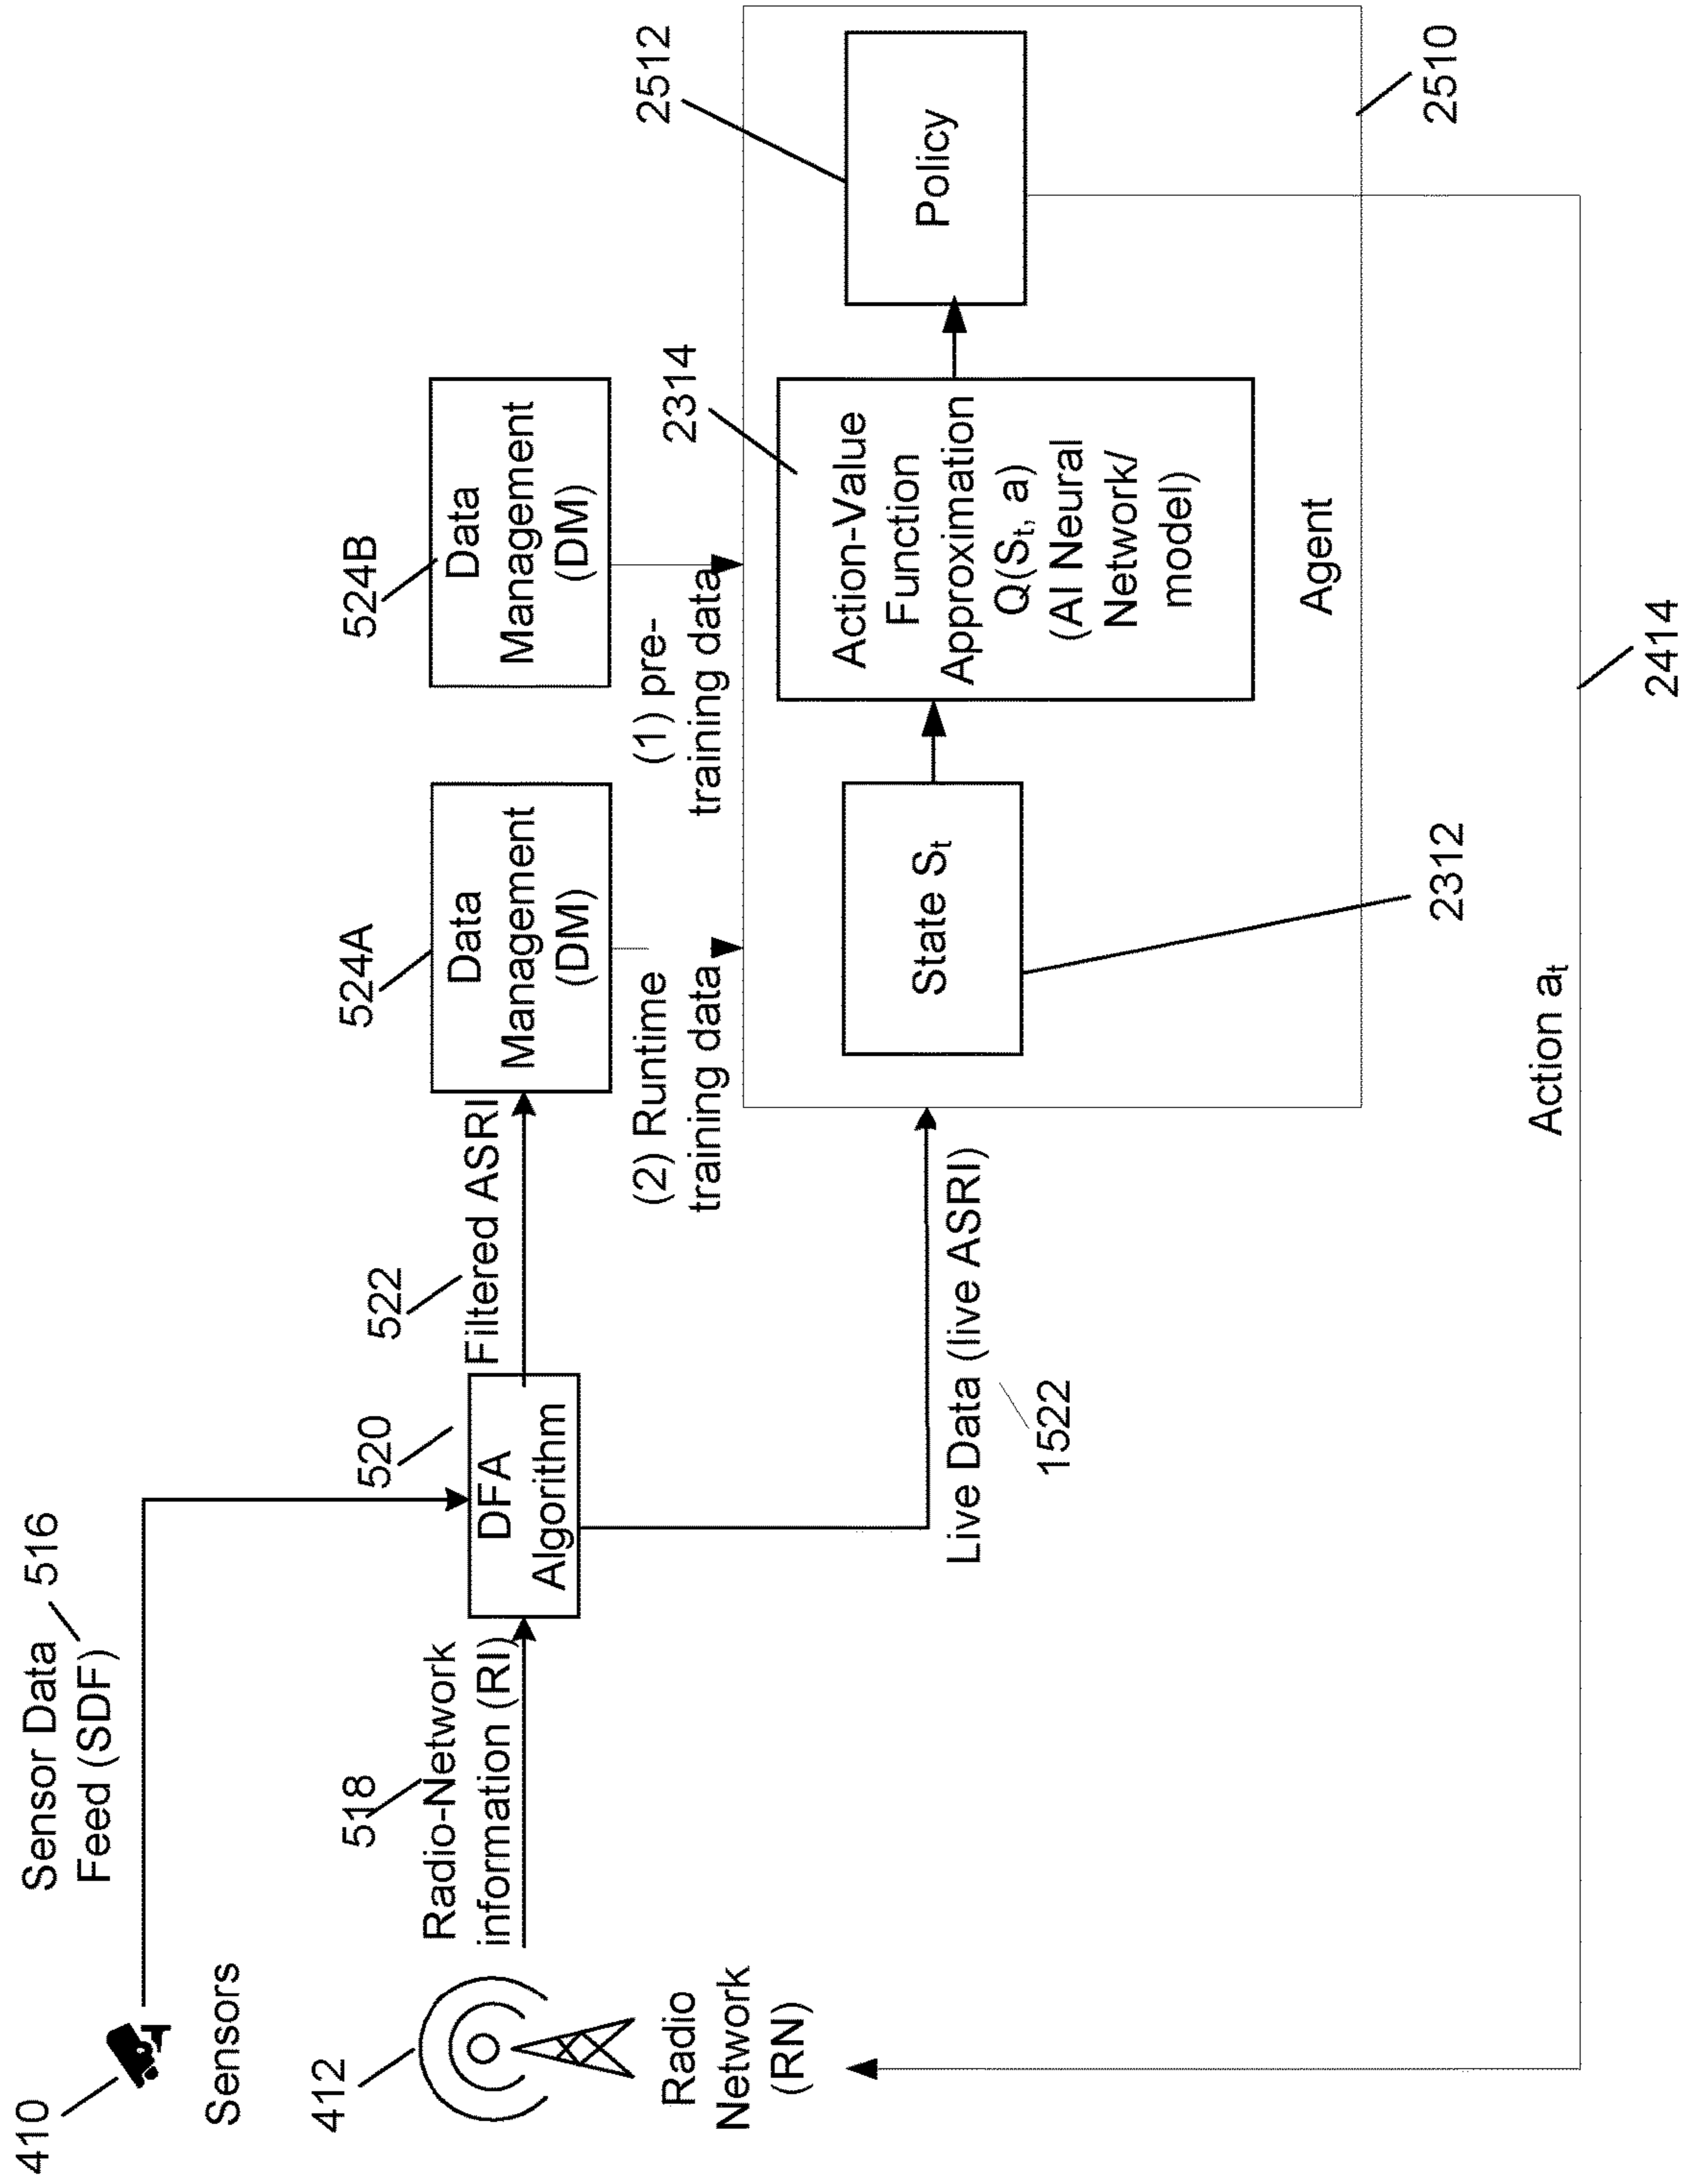 410
Sensors
Sensor Data
Feed (SDF)
516
412
Radio
Network
(RN)
518
Radio-Network
information (RI)
520
DFA
Algorithm
522
Filtered ASRI
524A
Data
Management
(DM)
524B
Data
Management
(DM)
(2) Runtime
training data
(1) pre-
training data
Live Data (live ASRI)
1522
State St
2312
2314
Action-Value
Function
Approximation
Q(St, a)
(AI Neural
Network/
model)
2512
Policy
Agent
2510
Action at
2414